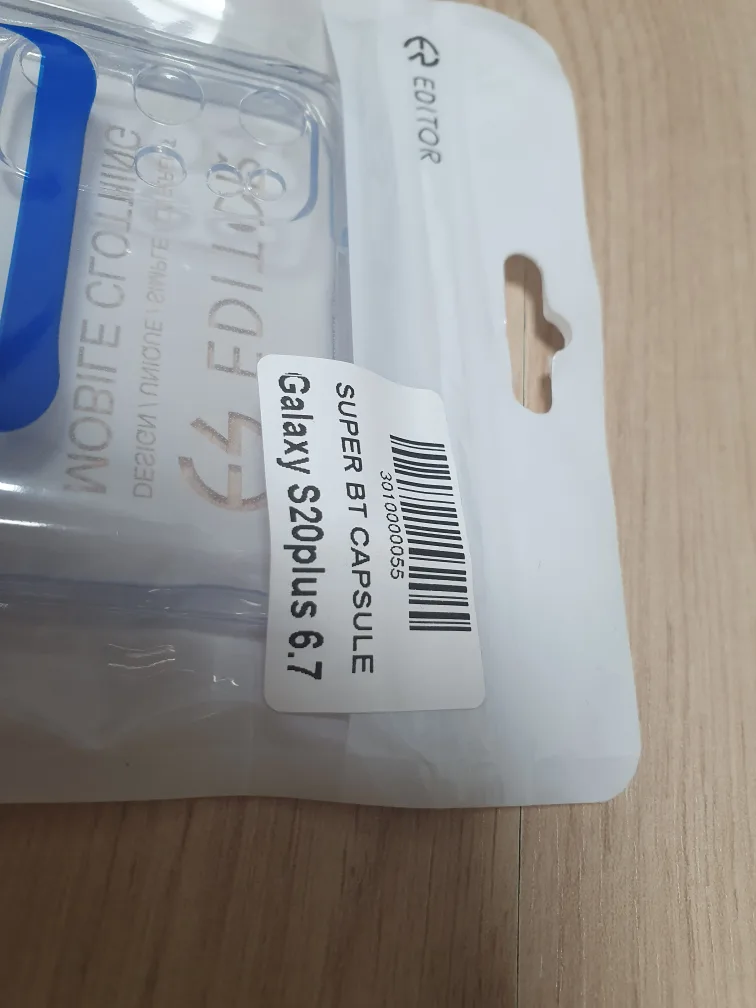 EDITOR
SUPER BT CAPSULE
Galaxy S20plus 6.7
3010000055
EDITOR
DESIGN / UNIQUE / SIMPLE
MOBILE CLOTHING